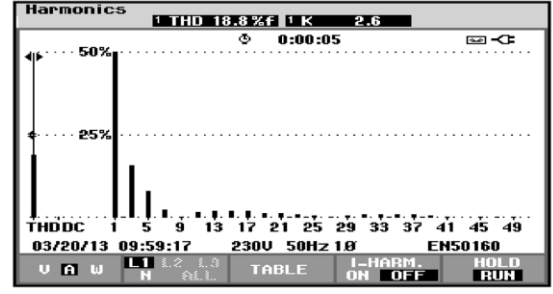 Harmonics
1 THD 18.8%f 1 K 2.6
0:00:05
50%
25%
THDDC 1 5 9 13 17 21 25 29 33 37 41 45 49
03/20/13 09:59:17 230V 50Hz 1Ø EN50160
V A W L1 L2 L3 N ALL TABLE I-HARM. ON OFF HOLD RUN